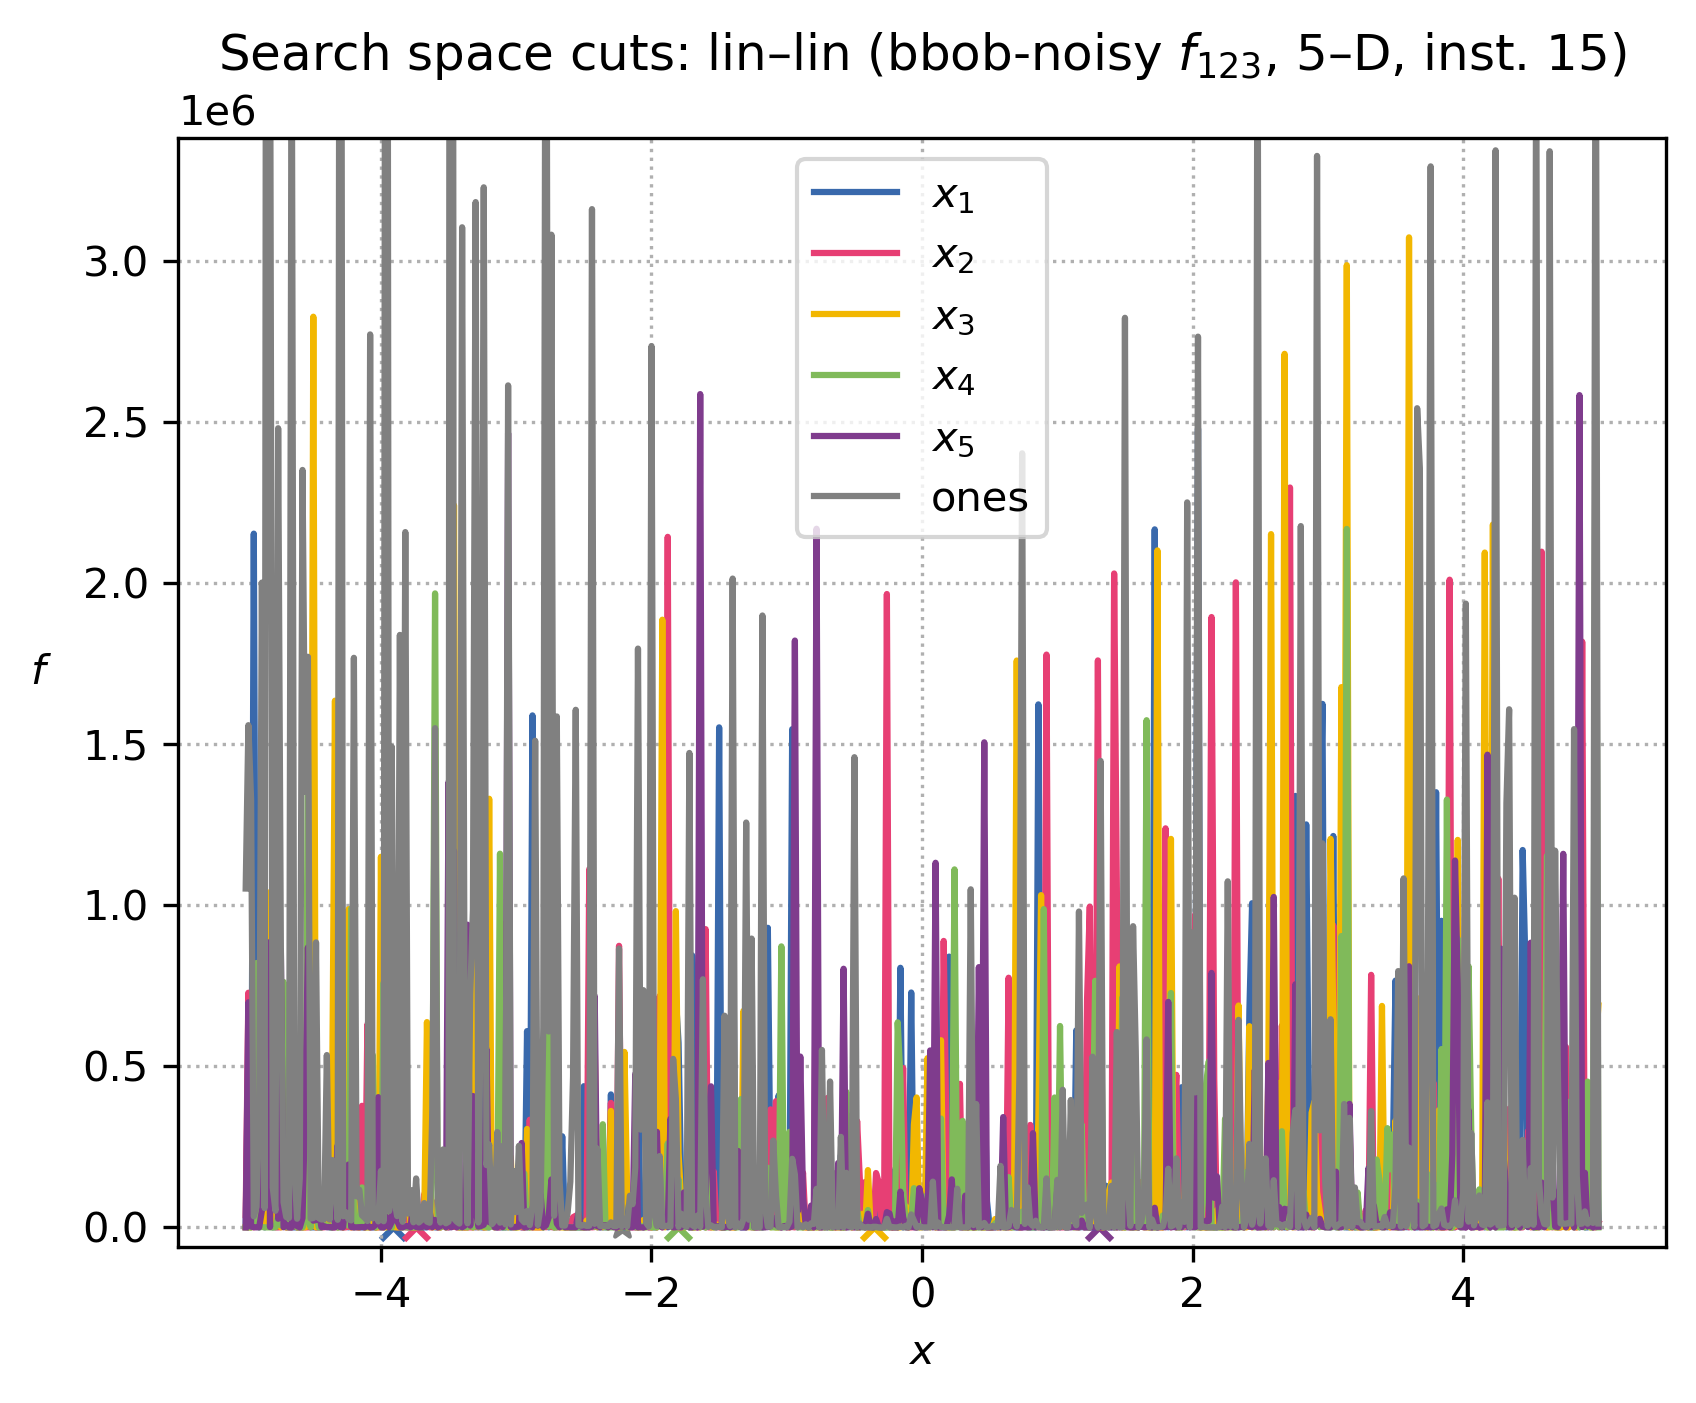 Search space cuts: lin–lin (bbob-noisy f₁₂₃, 5–D, inst. 15)
1e6
x₁
x₂
x₃
x₄
x₅
ones
3.0
2.5
2.0
1.5
1.0
0.5
0.0
f
−4
−2
0
2
4
x